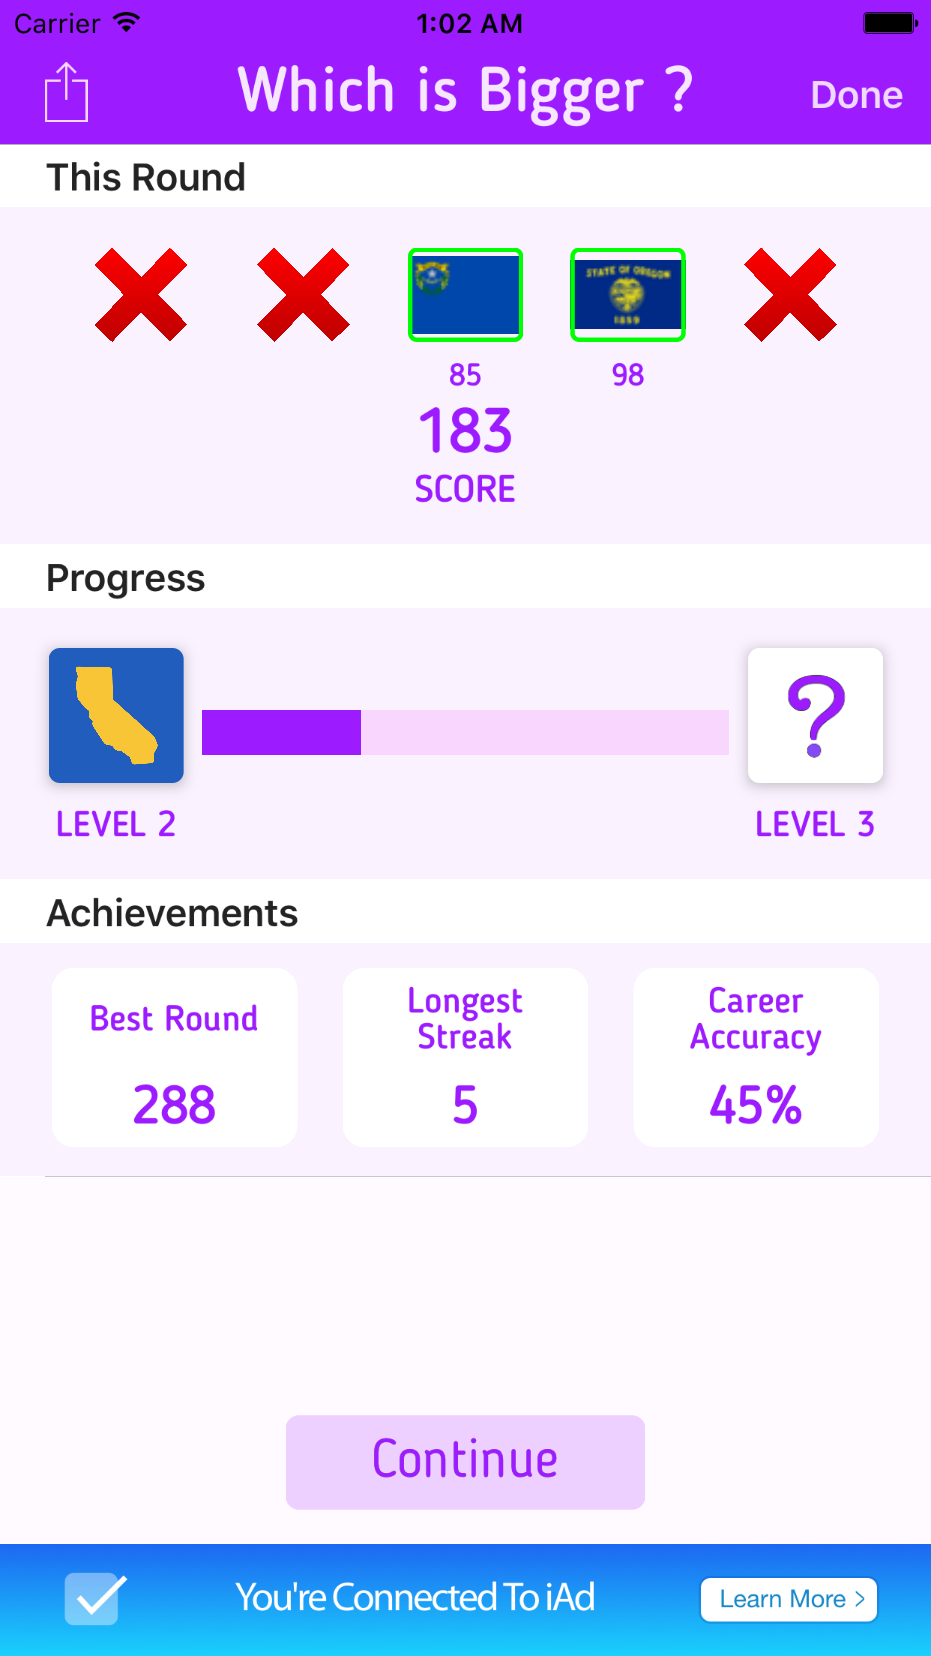 Carrier
1:02 AM
Which is Bigger ?
Done
This Round
STATE OF OREGON
1859
85
98
183
SCORE
Progress
?
LEVEL 2
LEVEL 3
Achievements
Best Round
288
Longest
Streak
5
Career
Accuracy
45%
Continue
You're Connected To iAd
Learn More >